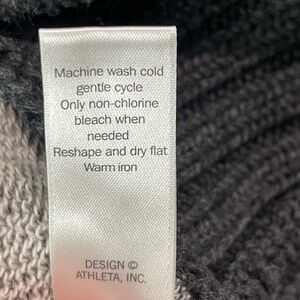 Machine wash cold
gentle cycle
Only non-chlorine
bleach when
needed
Reshape and dry flat
Warm iron
DESIGN ©
ATHLETA, INC.